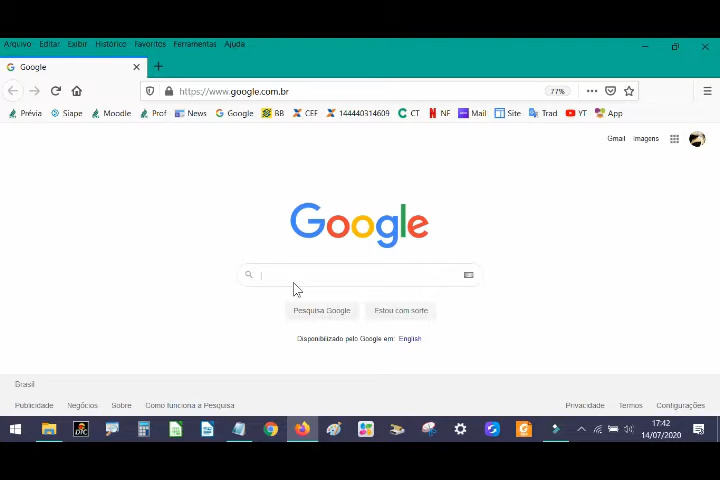 Arquivo Editar Exibir Histórico Favoritos Ferramentas Ajuda
Google
https://www.google.com.br 77%
Prévia Siape Moodle Prof News Google BB CEF 144440314609 CT NF Mail Site Trad YT App
Gmail Imagens
Google
Pesquisa Google Estou com sorte
Disponibilizado pelo Google em: English
Brasil
Publicidade Negócios Sobre Como funciona a Pesquisa Privacidade Termos Configurações
17:42
14/07/2020